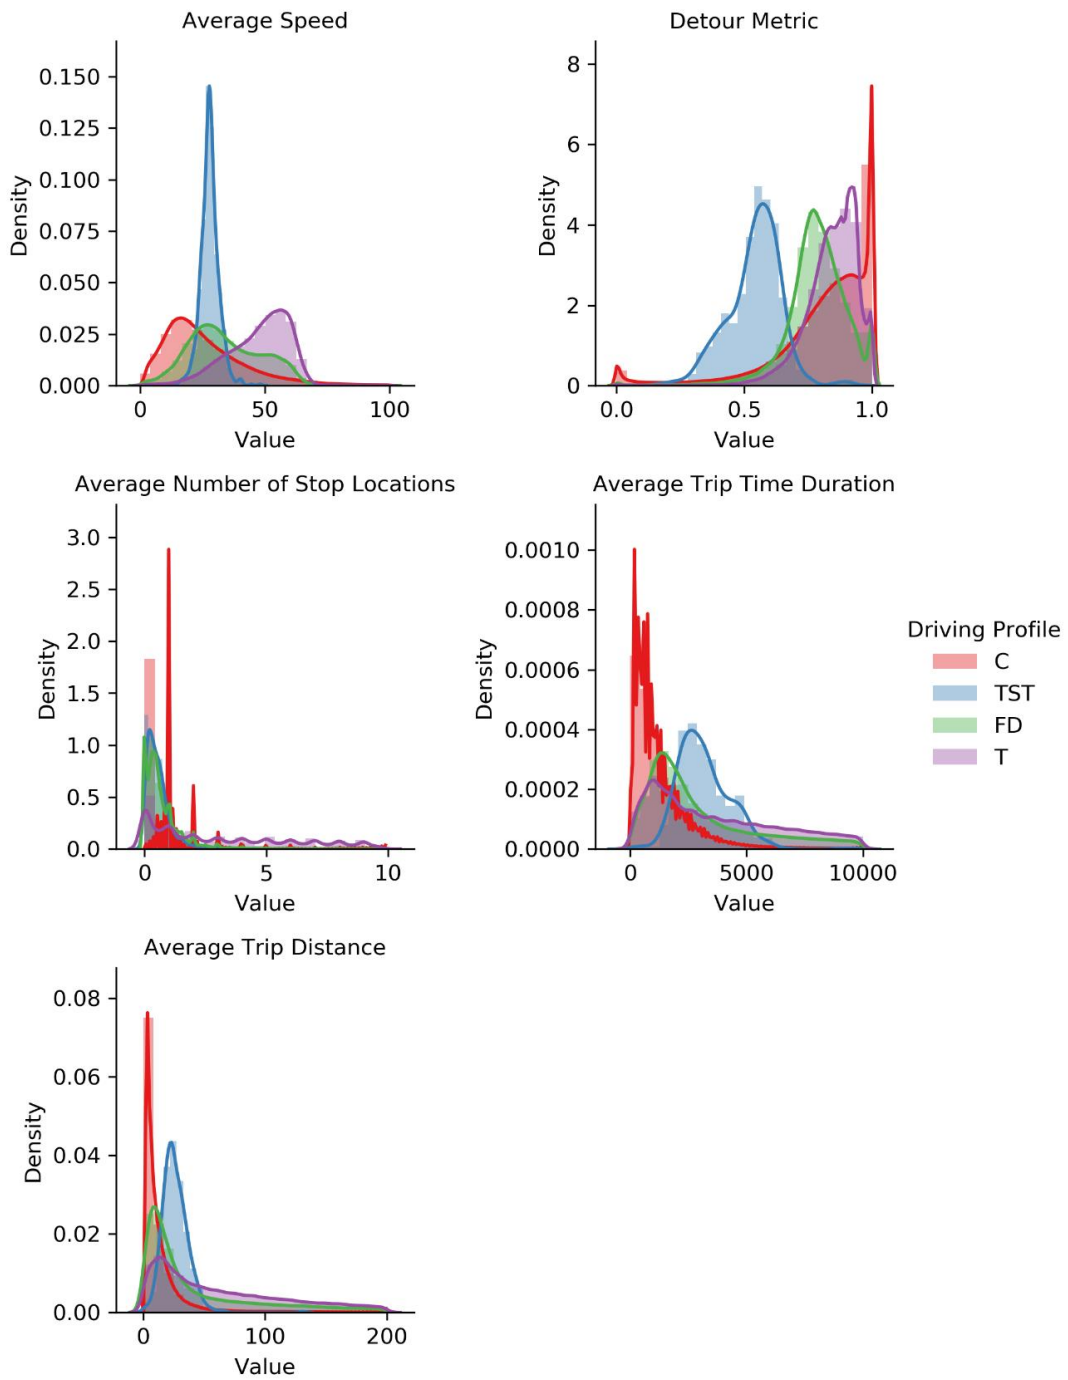 Average Speed
0.150
0.125
0.100
0.075
0.050
0.025
0.000
Density
0 50 100
Value
Detour Metric
8
6
4
2
0
Density
0.0 0.5 1.0
Value
Average Number of Stop Locations
3.0
2.5
2.0
1.5
1.0
0.5
0.0
Density
0 5 10
Value
Average Trip Time Duration
0.0010
0.0008
0.0006
0.0004
0.0002
0.0000
Density
0 5000 10000
Value
Driving Profile
C
TST
FD
T
Average Trip Distance
0.08
0.06
0.04
0.02
0.00
Density
0 100 200
Value